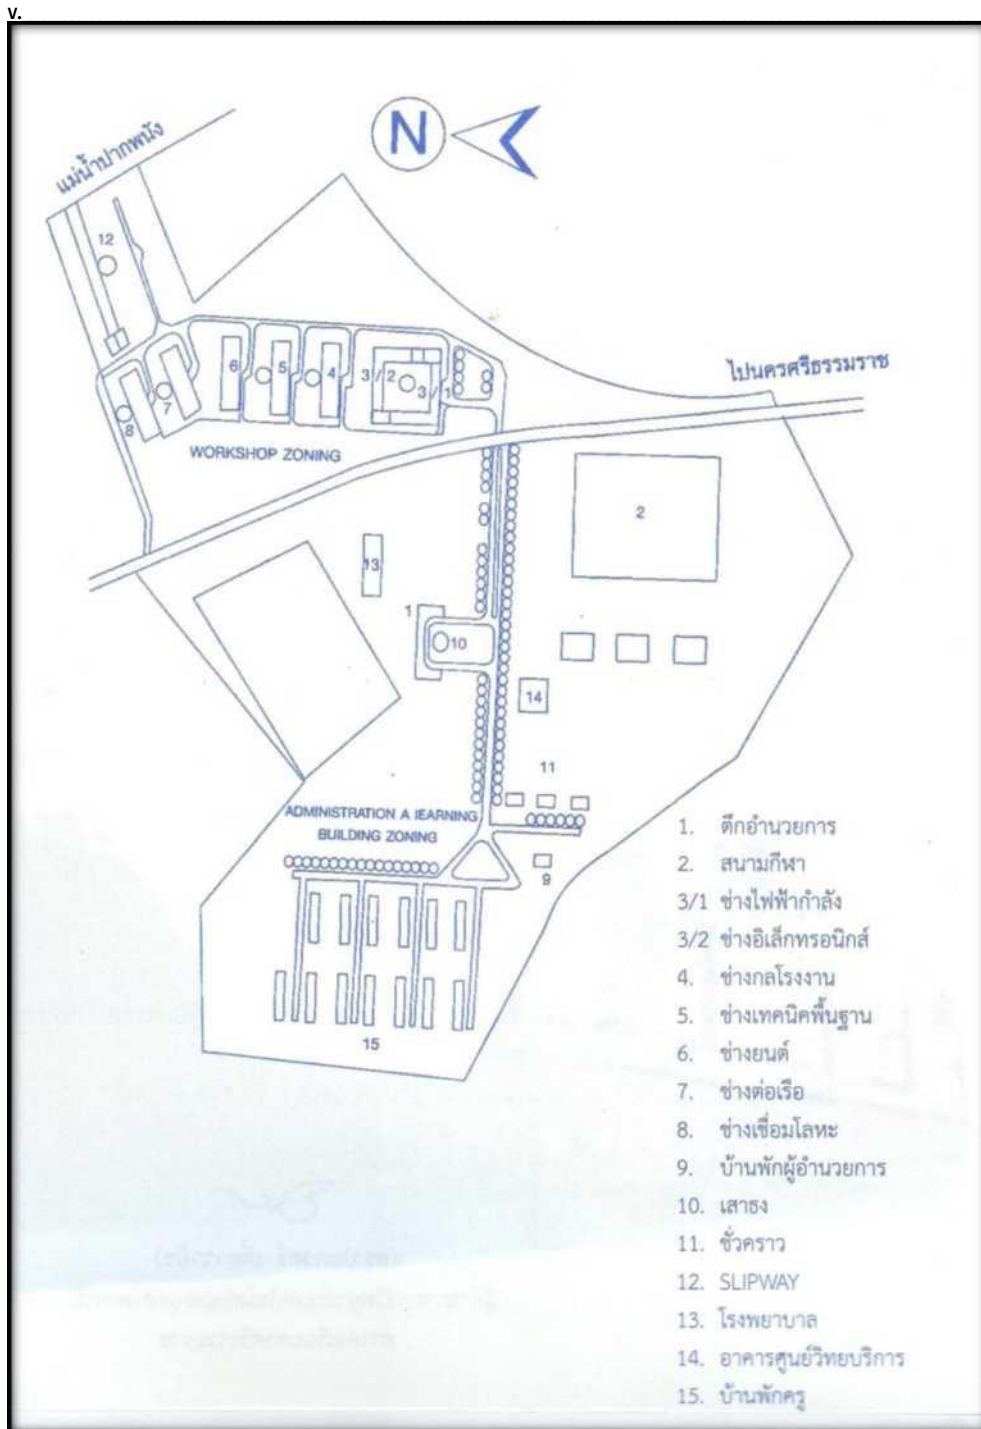 v.
N
แม่น้ำปากพนัง
12
ไปนครศรีธรรมราช
6
5
4
3 / 2
3 / 1
7
8
WORKSHOP ZONING
2
13
1
10
14
11
ADMINISTRATION A lEARNING
BUILDING ZONING
9
15
1. ตึกอำนวยการ
2. สนามกีฬา
3/1 ช่างไฟฟ้ากำลัง
3/2 ช่างอิเล็กทรอนิกส์
4. ช่างกลโรงงาน
5. ช่างเทคนิคพื้นฐาน
6. ช่างยนต์
7. ช่างต่อเรือ
8. ช่างเชื่อมโลหะ
9. บ้านพักผู้อำนวยการ
10. เสาธง
11. ชั่วคราว
12. SLIPWAY
13. โรงพยาบาล
14. อาคารศูนย์วิทยบริการ
15. บ้านพักครู